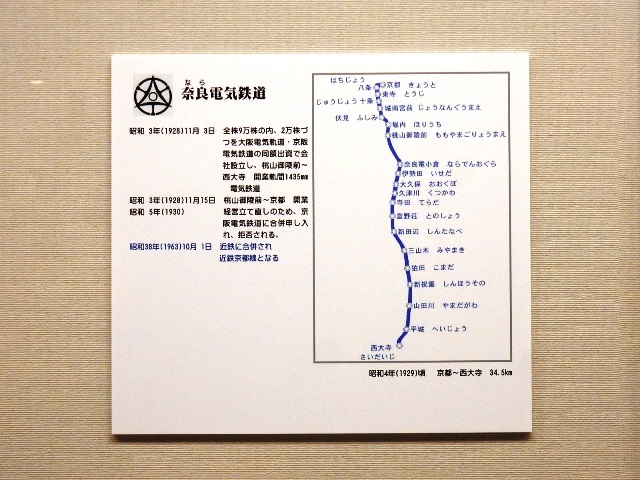 なら
奈良電気鉄道
昭和 3年(1928)11月 3日 全株9万株の内、2万株づ
つを大阪電気軌道・京阪
電気鉄道の同額出資で会
社設立し、桃山御陵前～
西大寺 開業軌間1435mm
電気鉄道
昭和 3年(1928)11月15日 桃山御陵前～京都 開業
昭和 5年(1930) 経営立て直しのため、京
阪電気鉄道に合併申し入
れ、拒否される。
昭和38年(1963)10月 1日 近鉄に合併され
近鉄京都線となる
はちじょう
八条
京都 きょうと
東寺 とうじ
じゅうじょう 十条
城南宮前 じょうなんぐうまえ
伏見 ふしみ
堀内 ほりうち
桃山御陵前 ももやまごりょうまえ
奈良電小倉 ならでんおぐら
伊勢田 いせだ
大久保 おおくぼ
久津川 くつかわ
寺田 てらだ
富野荘 とのしょう
新田辺 しんたなべ
三山木 みやまき
狛田 こまだ
新祝園 しんほうその
山田川 やまだがわ
平城 へいじょう
西大寺
さいだいじ
昭和4年(1929)頃 京都～西大寺 34.5km